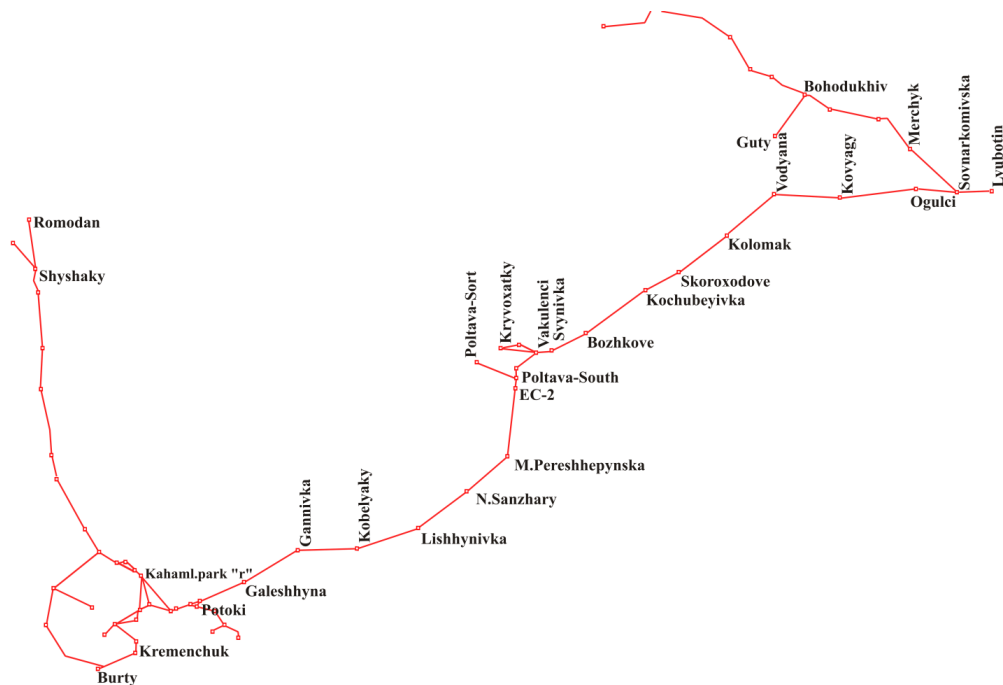 Bohodukhiv
Merchyk
Guty
Vodyana
Kovyagy
Sovnarkomivska
Lyubotin
Ogulci
Romodan
Kolomak
Shyshaky
Skoroxodove
Kochubeyivka
Poltava-Sort
Kryvoxatky
Vakulenci
Svynivka
Bozhkove
Poltava-South
EC-2
M.Pereshhepynska
N.Sanzhary
Gannivka
Kobelyaky
Lishhynivka
Kahaml.park "r"
Galeshhyna
Potoki
Kremenchuk
Burty